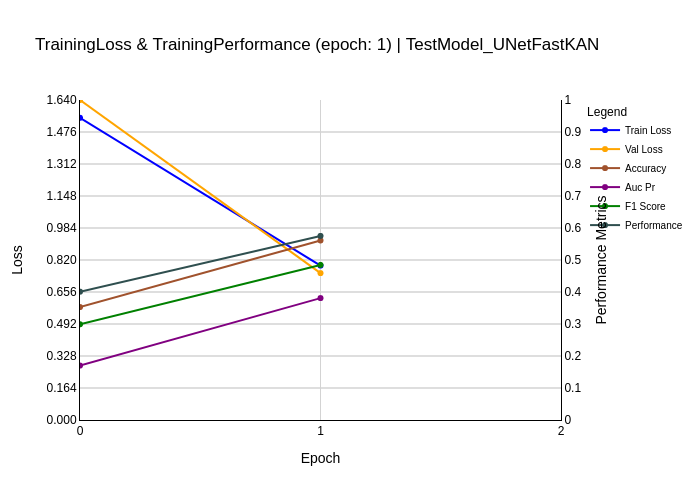 TrainingLoss & TrainingPerformance (epoch: 1) | TestModel_UNetFastKAN
Loss
1.640
1.476
1.312
1.148
0.984
0.820
0.656
0.492
0.328
0.164
0.000
0
1
2
Epoch
1
0.9
0.8
0.7
0.6
0.5
0.4
0.3
0.2
0.1
0
Performance Metrics
Legend
Train Loss
Val Loss
Accuracy
Auc Pr
F1 Score
Performance